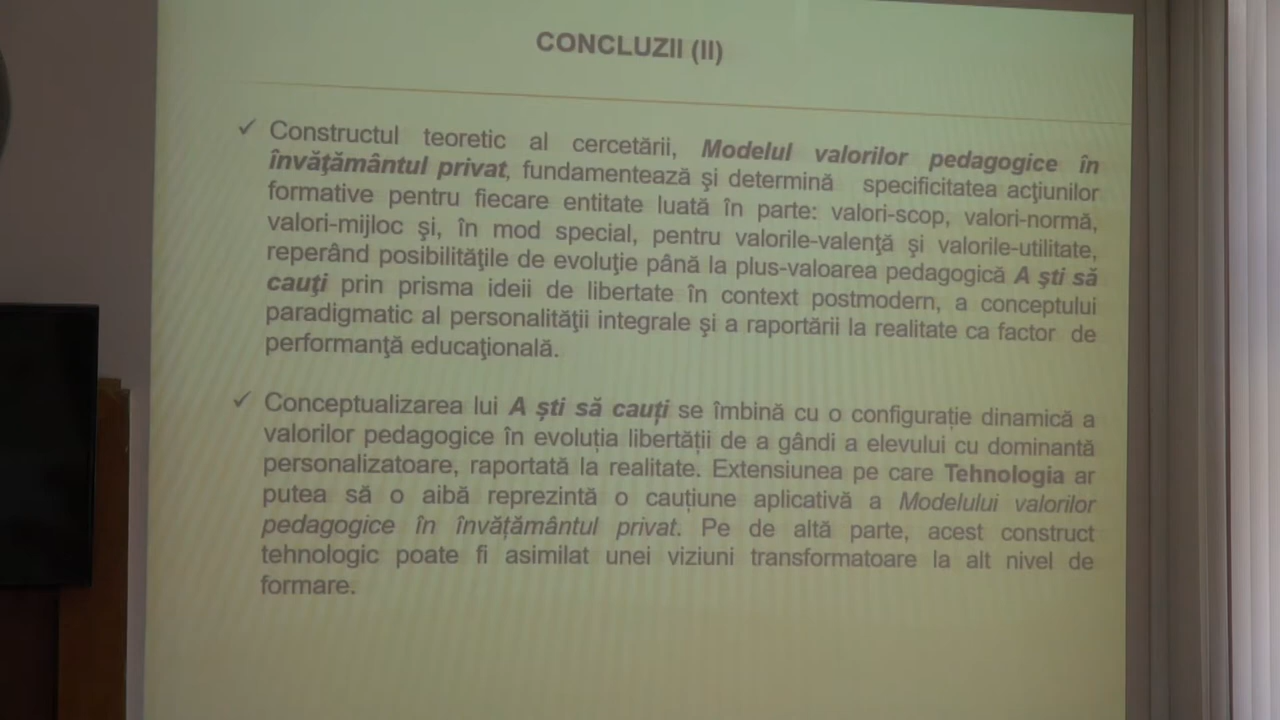 CONCLUZII (II)
✓ Constructul teoretic al cercetării, Modelul valorilor pedagogice în
învăţământul privat, fundamentează şi determină specificitatea acţiunilor
formative pentru fiecare entitate luată în parte: valori-scop, valori-normă,
valori-mijloc şi, în mod special, pentru valorile-valenţă şi valorile-utilitate,
reperând posibilităţile de evoluţie până la plus-valoarea pedagogică A şti să
cauţi prin prisma ideii de libertate în context postmodern, a conceptului
paradigmatic al personalităţii integrale şi a raportării la realitate ca factor de
performanţă educaţională.
✓ Conceptualizarea lui A ști să cauți se îmbină cu o configurație dinamică a
valorilor pedagogice în evoluția libertății de a gândi a elevului cu dominantă
personalizatoare, raportată la realitate. Extensiunea pe care Tehnologia ar
putea să o aibă reprezintă o cauțiune aplicativă a Modelului valorilor
pedagogice în învățământul privat. Pe de altă parte, acest construct
tehnologic poate fi asimilat unei viziuni transformatoare la alt nivel de
formare.